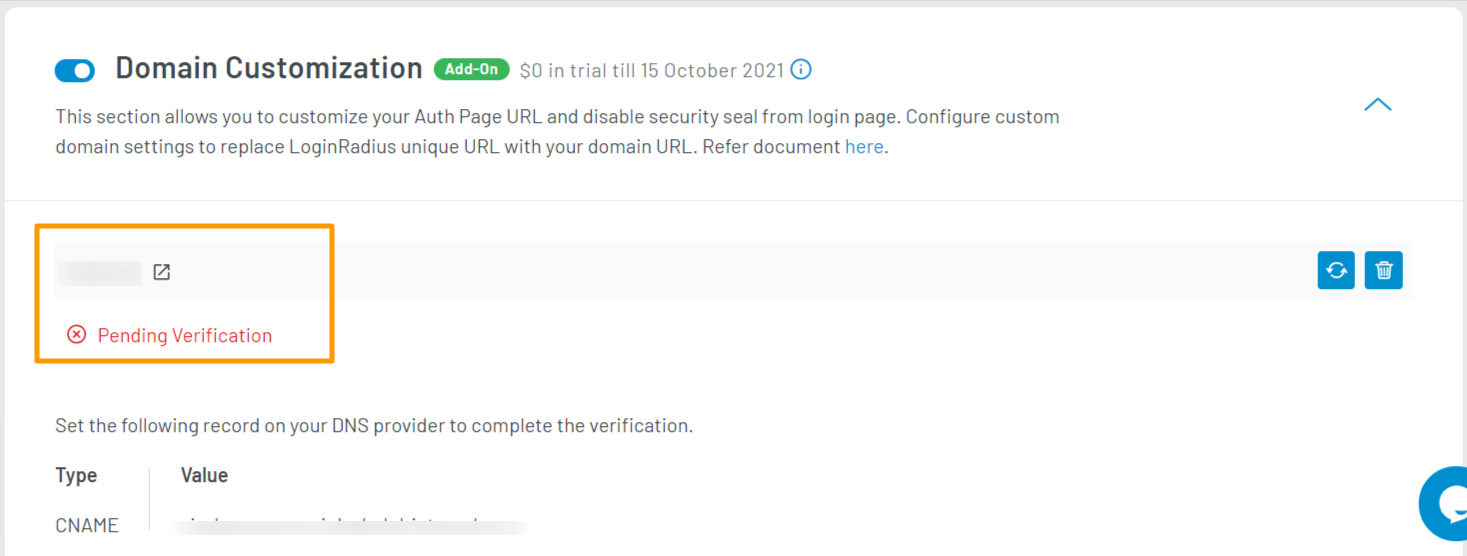 Domain Customization Add-On $0 in trial till 15 October 2021
This section allows you to customize your Auth Page URL and disable security seal from login page. Configure custom
domain settings to replace LoginRadius unique URL with your domain URL. Refer document here.
Pending Verification
Set the following record on your DNS provider to complete the verification.
Type Value
CNAME